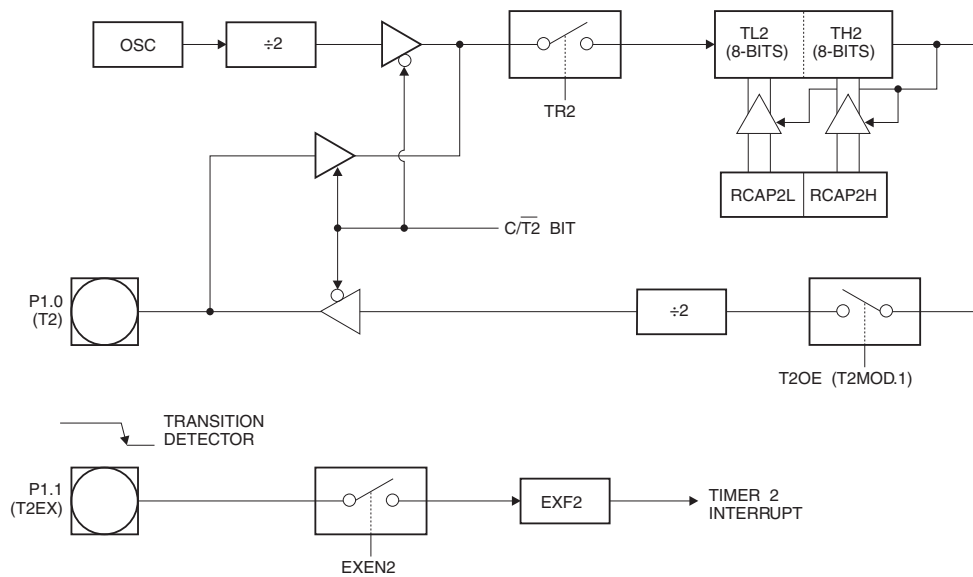 OSC
÷2
TR2
TL2
(8-BITS)
TH2
(8-BITS)
RCAP2L
RCAP2H
C/T2 BIT
P1.0
(T2)
÷2
T2OE (T2MOD.1)
TRANSITION
DETECTOR
P1.1
(T2EX)
EXEN2
EXF2
TIMER 2
INTERRUPT